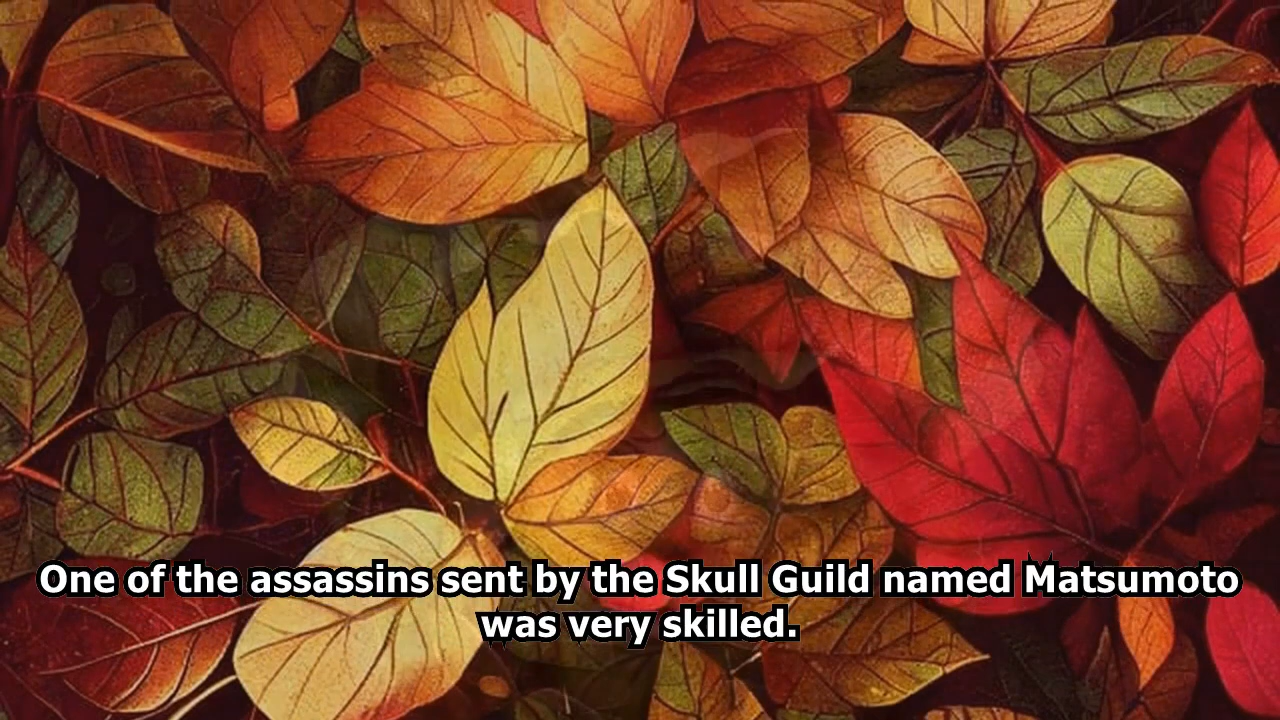 One of the assassins sent by the Skull Guild named Matsumoto
was very skilled.